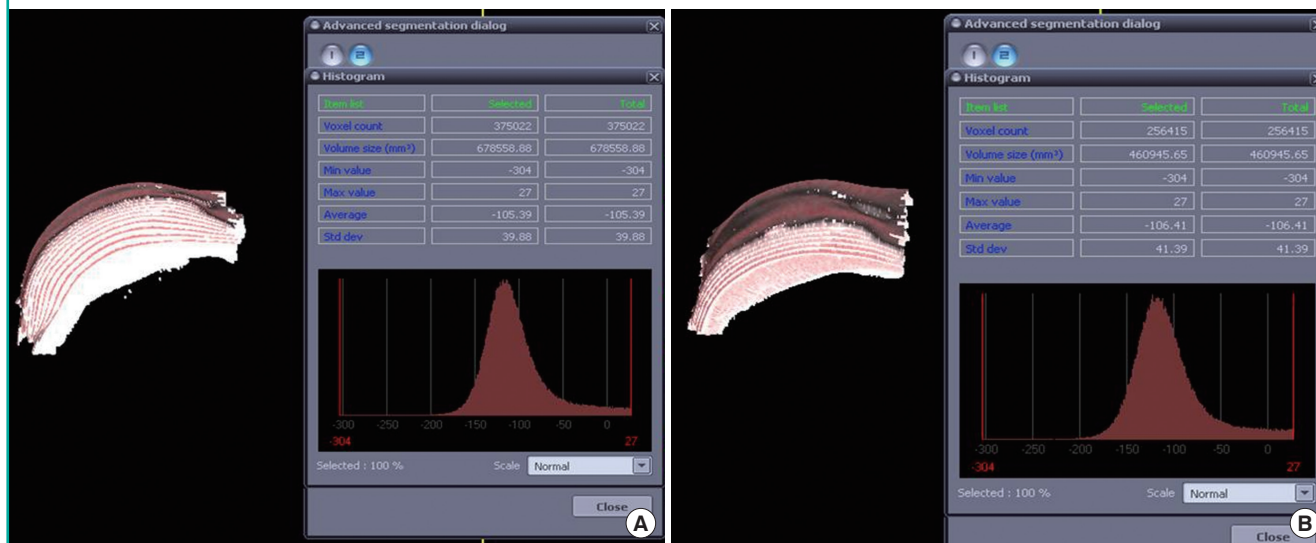 Advanced segmentation dialog
Histogram
Item list Selected Total
Voxel count 375022 375022
Volume size (mm³) 678558.88 678558.88
Min value -304 -304
Max value 27 27
Average -105.39 -105.39
Std dev 39.88 39.88
-300 -250 -200 -150 -100 -50 0
-304 27
Selected : 100 % Scale Normal
Close
A
Advanced segmentation dialog
Histogram
Item list Selected Total
Voxel count 256415 256415
Volume size (mm³) 460945.65 460945.65
Min value -304 -304
Max value 27 27
Average -106.41 -106.41
Std dev 41.39 41.39
-300 -250 -200 -150 -100 -50 0
-304 27
Selected : 100 % Scale Normal
Close
B